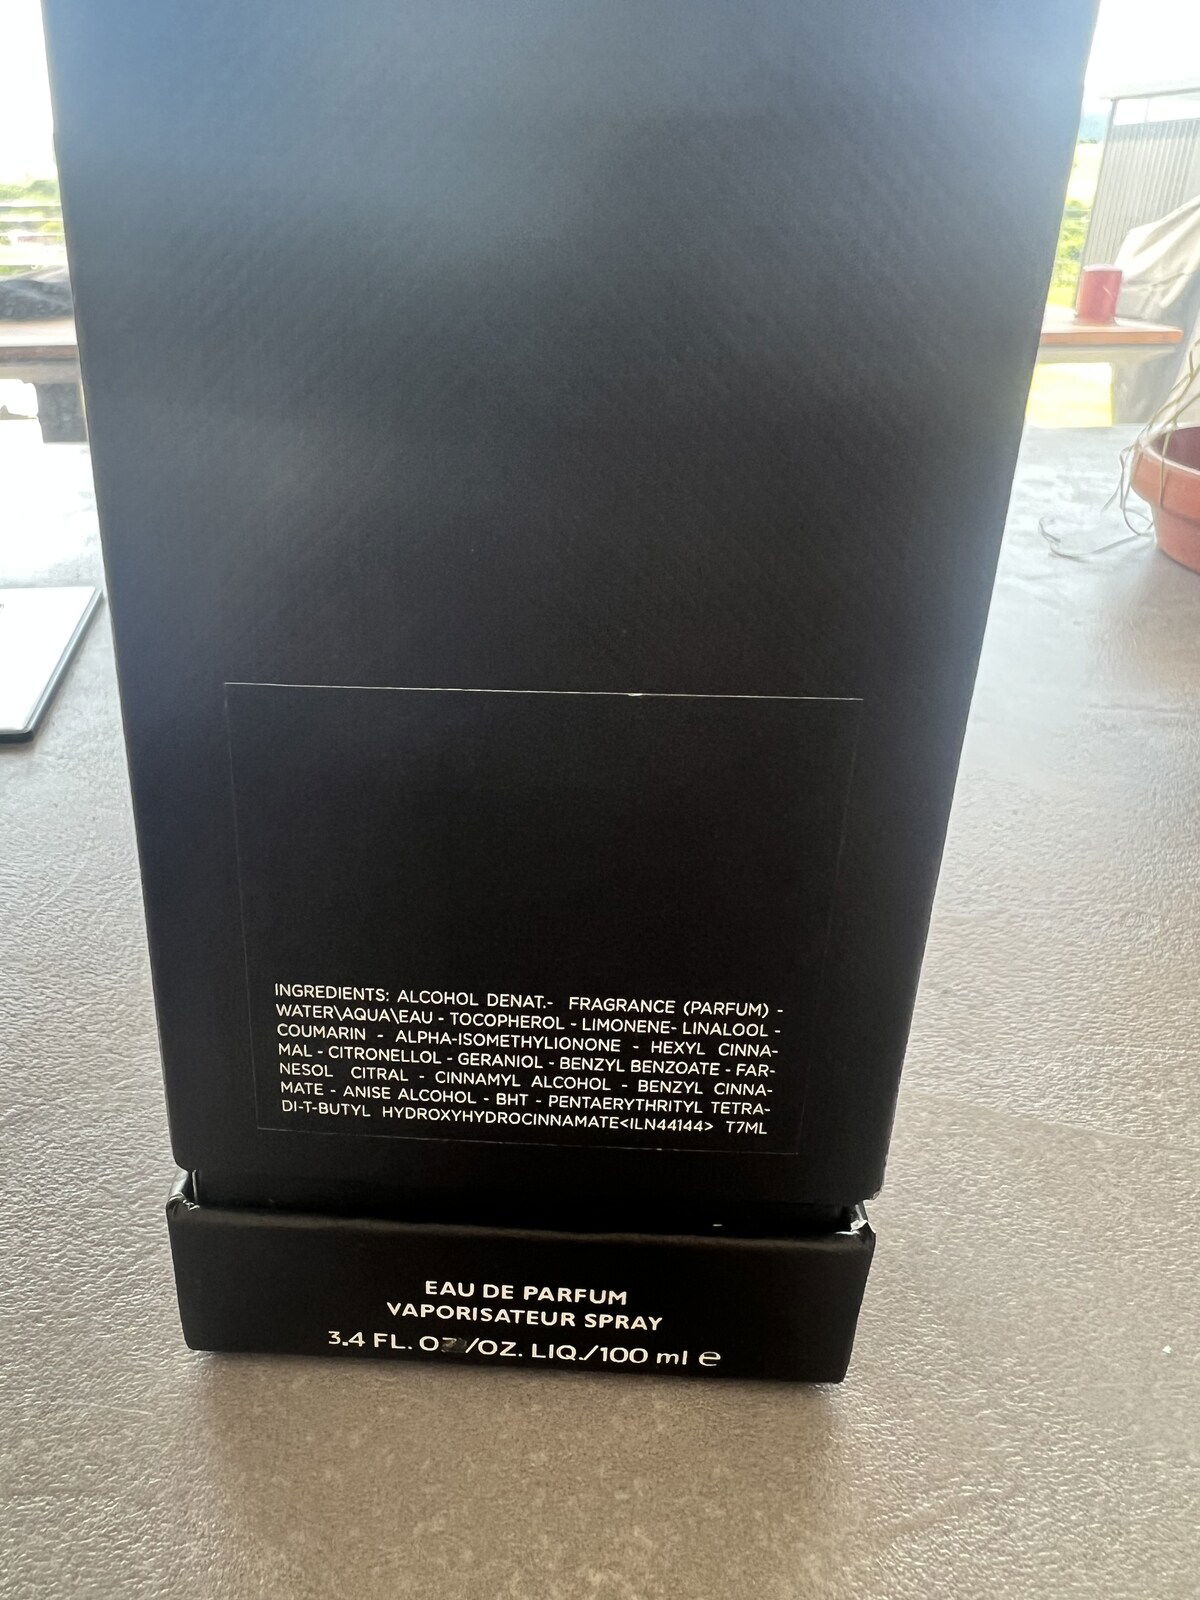 INGREDIENTS: ALCOHOL DENAT.- FRAGRANCE (PARFUM) -
WATER\AQUA\EAU - TOCOPHEROL - LIMONENE- LINALOOL -
COUMARIN - ALPHA-ISOMETHYLIONONE - HEXYL CINNA-
MAL - CITRONELLOL - GERANIOL - BENZYL BENZOATE - FAR-
NESOL CITRAL - CINNAMYL ALCOHOL - BENZYL CINNA-
MATE - ANISE ALCOHOL - BHT - PENTAERYTHRITYL TETRA-
DI-T-BUTYL HYDROXYHYDROCINNAMATE<ILN44144> T7ML
EAU DE PARFUM
VAPORISATEUR SPRAY
3.4 FL. OZ/OZ. LIQ./100 ml ℮